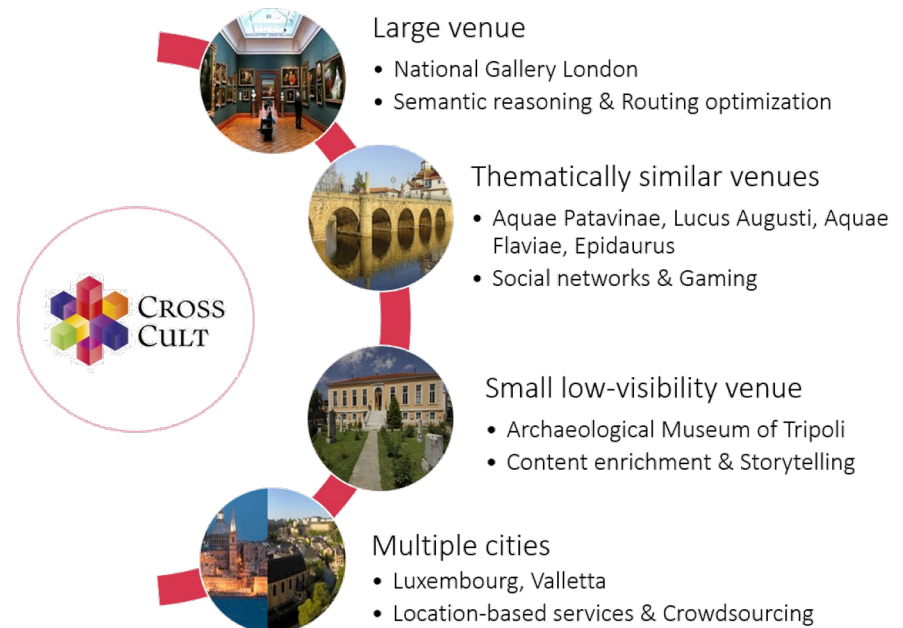 Large venue
• National Gallery London
• Semantic reasoning & Routing optimization
Thematically similar venues
• Aquae Patavinae, Lucus Augusti, Aquae
Flaviae, Epidaurus
• Social networks & Gaming
CROSS
CULT
Small low-visibility venue
• Archaeological Museum of Tripoli
• Content enrichment & Storytelling
Multiple cities
• Luxembourg, Valletta
• Location-based services & Crowdsourcing